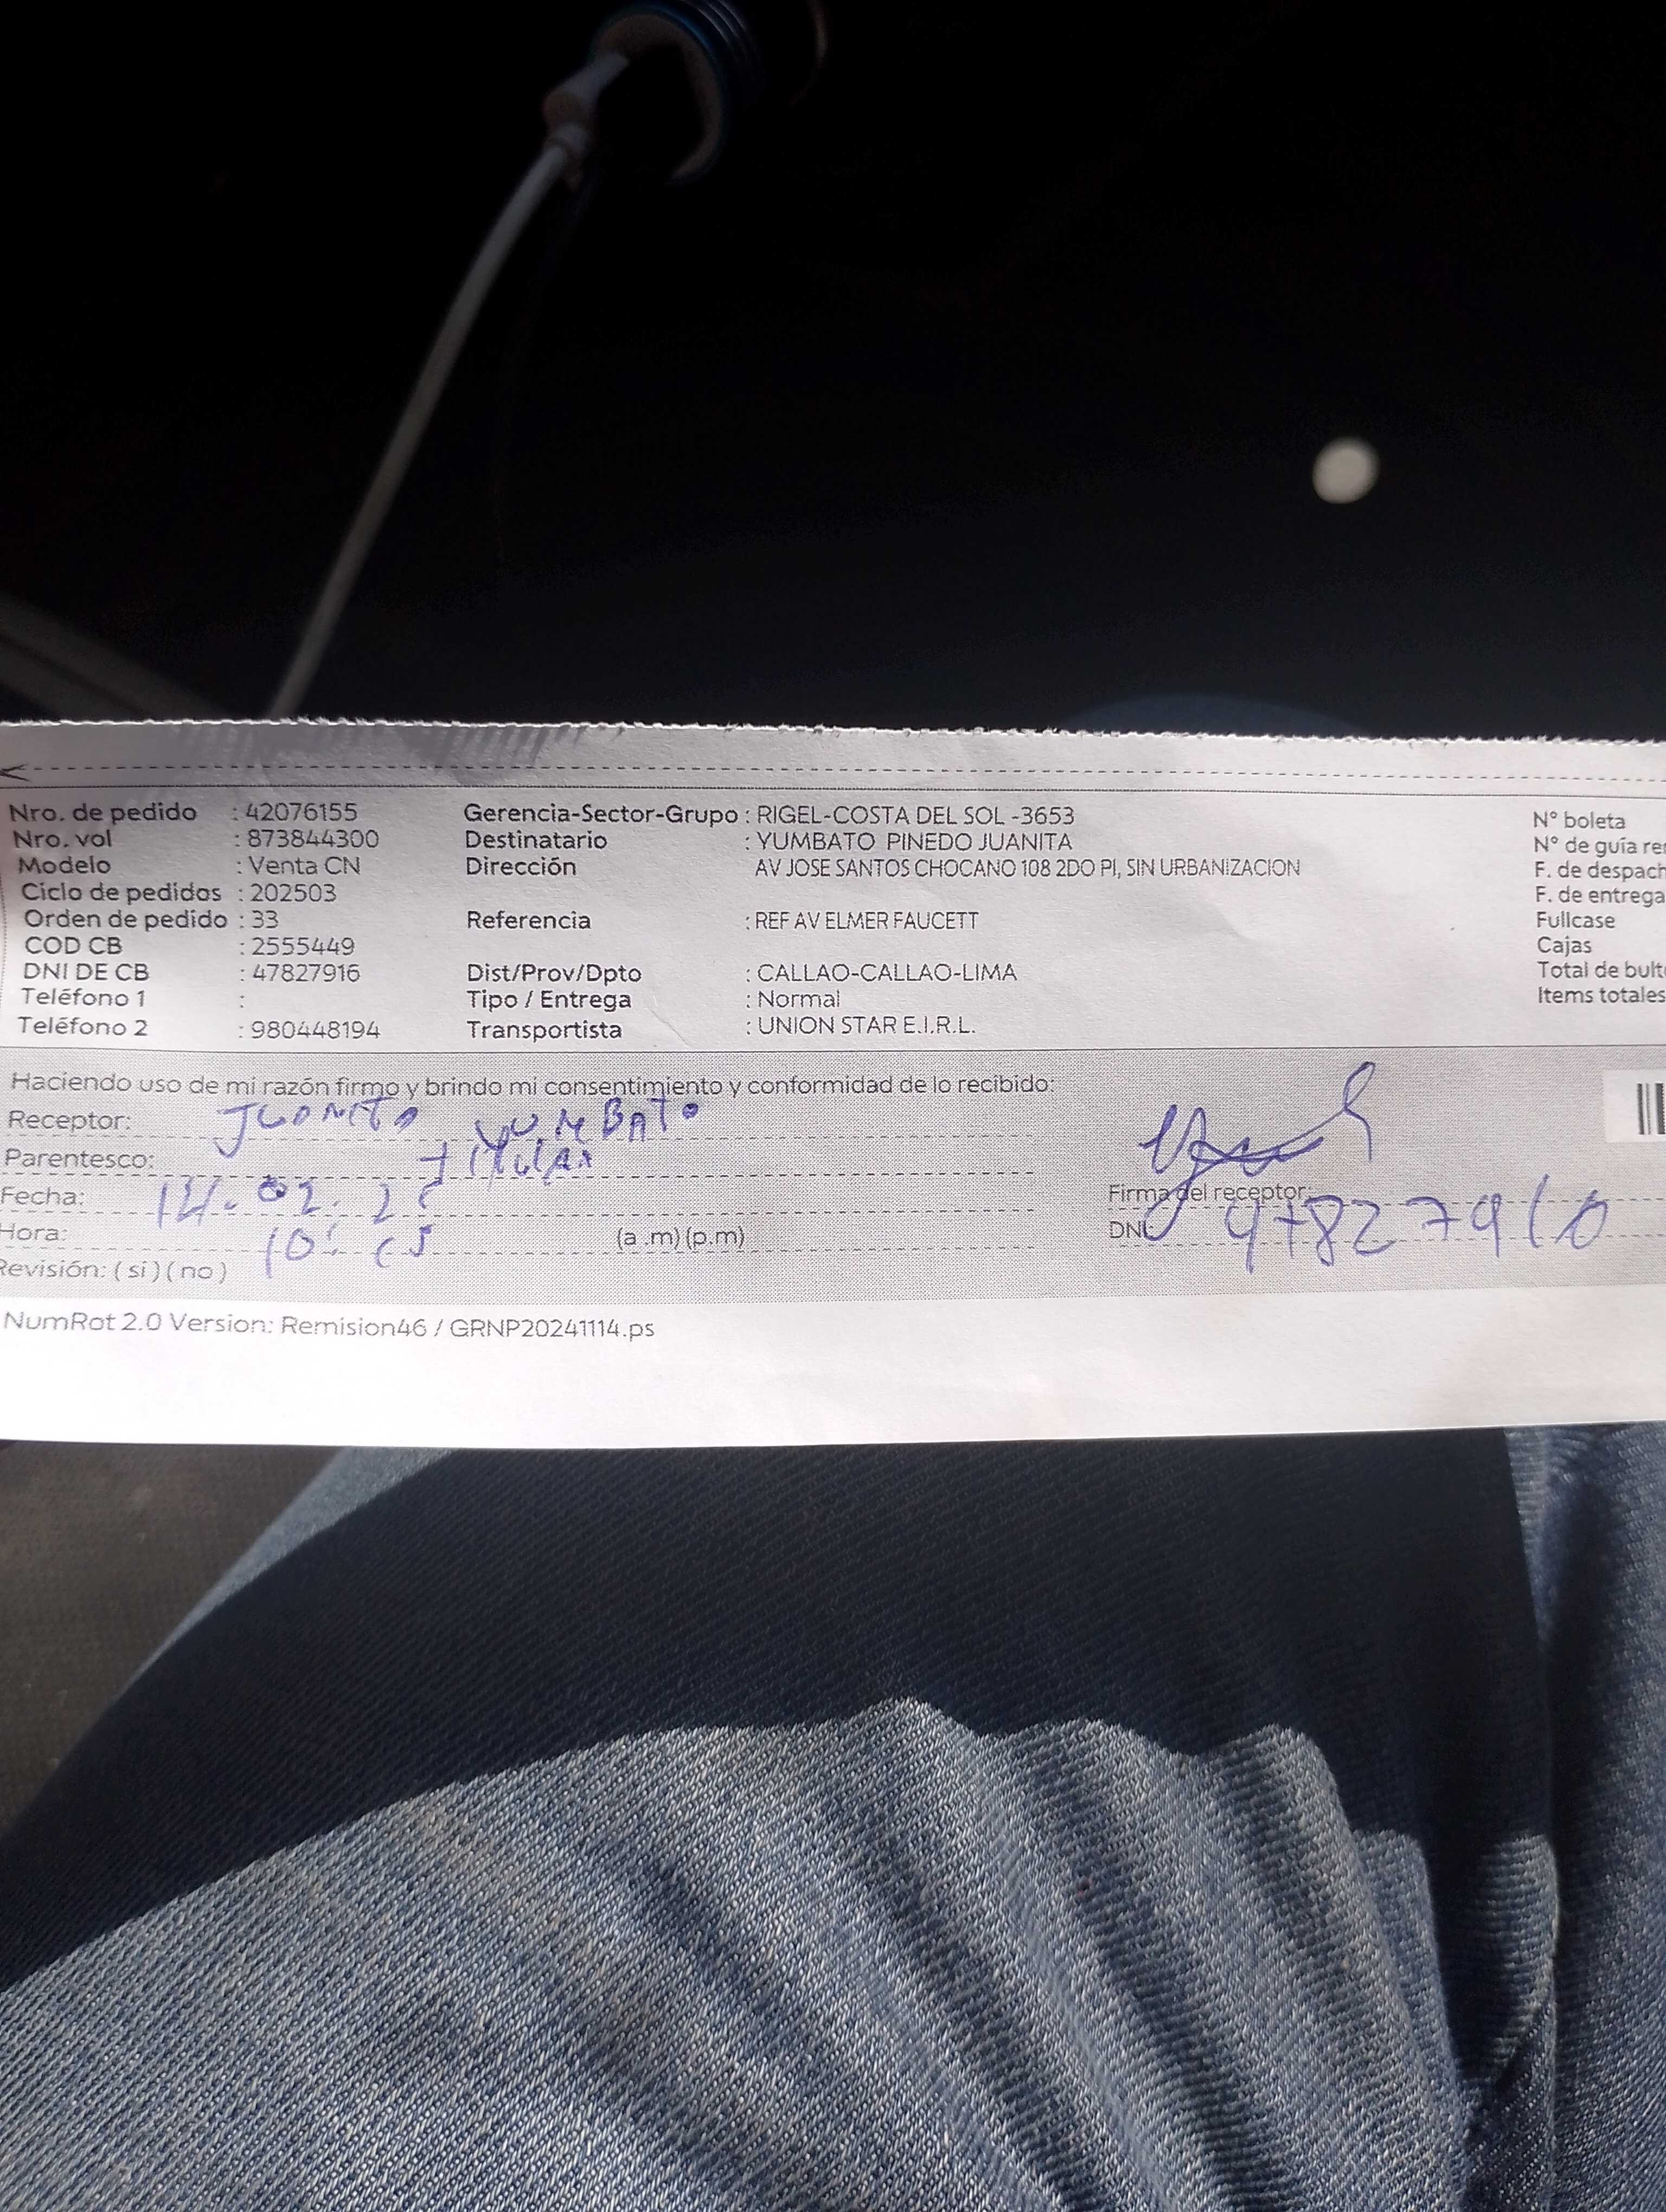 Nro. de pedido : 42076155 Gerencia-Sector-Grupo : RIGEL-COSTA DEL SOL -3653 N° boleta
Nro. vol : 873844300 Destinatario : YUMBATO PINEDO JUANITA N° de guía re
Modelo : Venta CN Dirección AV JOSE SANTOS CHOCANO 108 2DO PI, SIN URBANIZACION F. de despach
Ciclo de pedidos : 202503 F. de entrega
Orden de pedido : 33 Referencia : REF AV ELMER FAUCETT Fullcase
COD CB : 2555449 Cajas
DNI DE CB : 47827916 Dist/Prov/Dpto : CALLAO-CALLAO-LIMA Total de bult
Teléfono 1 : Tipo / Entrega : Normal Items totales
Teléfono 2 : 980448194 Transportista : UNION STAR E.I.R.L.
Haciendo uso de mi razón firmo y brindo mi consentimiento y conformidad de lo recibido:
Receptor: Juanita YUMBATO
Parentesco: titular
Fecha: 14.02.25 Firma del receptor:
Hora: 10: (a .m) (p.m) DNI:
Revisión: ( si ) ( no )
NumRot 2.0 Version: Remision46 / GRNP20241114.ps